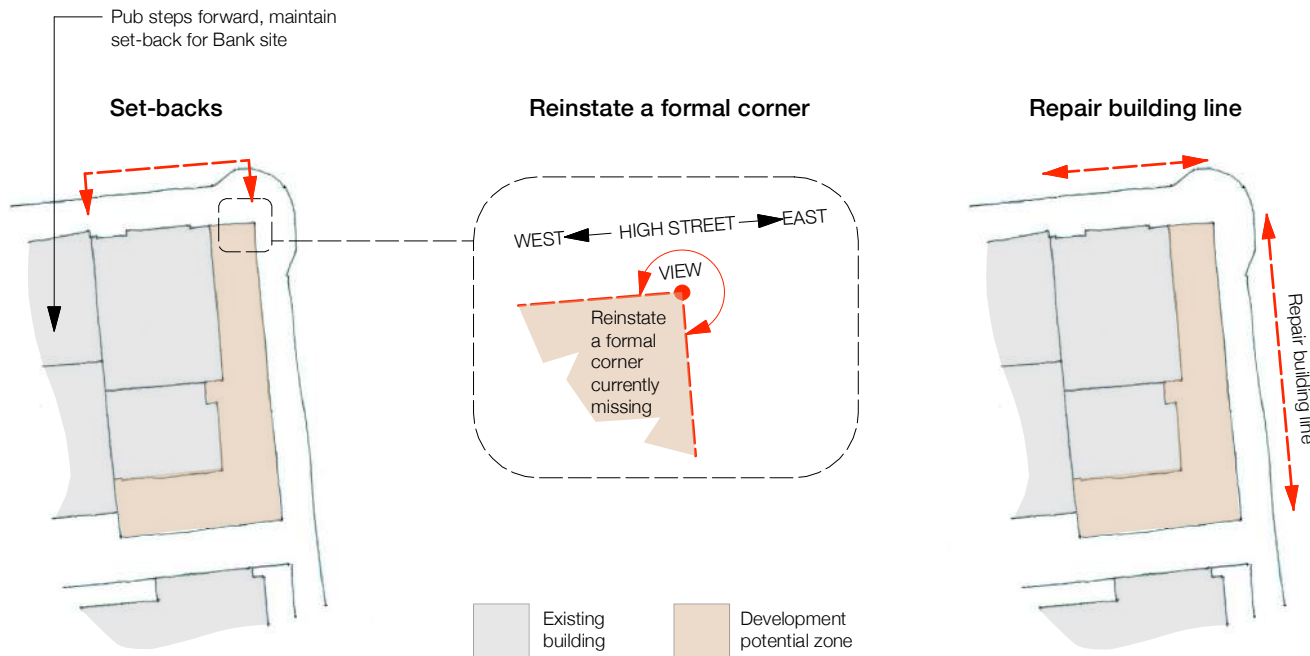 Pub steps forward, maintain
set-back for Bank site
Set-backs
Reinstate a formal corner
Repair building line
WEST
HIGH STREET
EAST
VIEW
Reinstate
a formal
corner
currently
missing
Repair building line
Existing
building
Development
potential zone